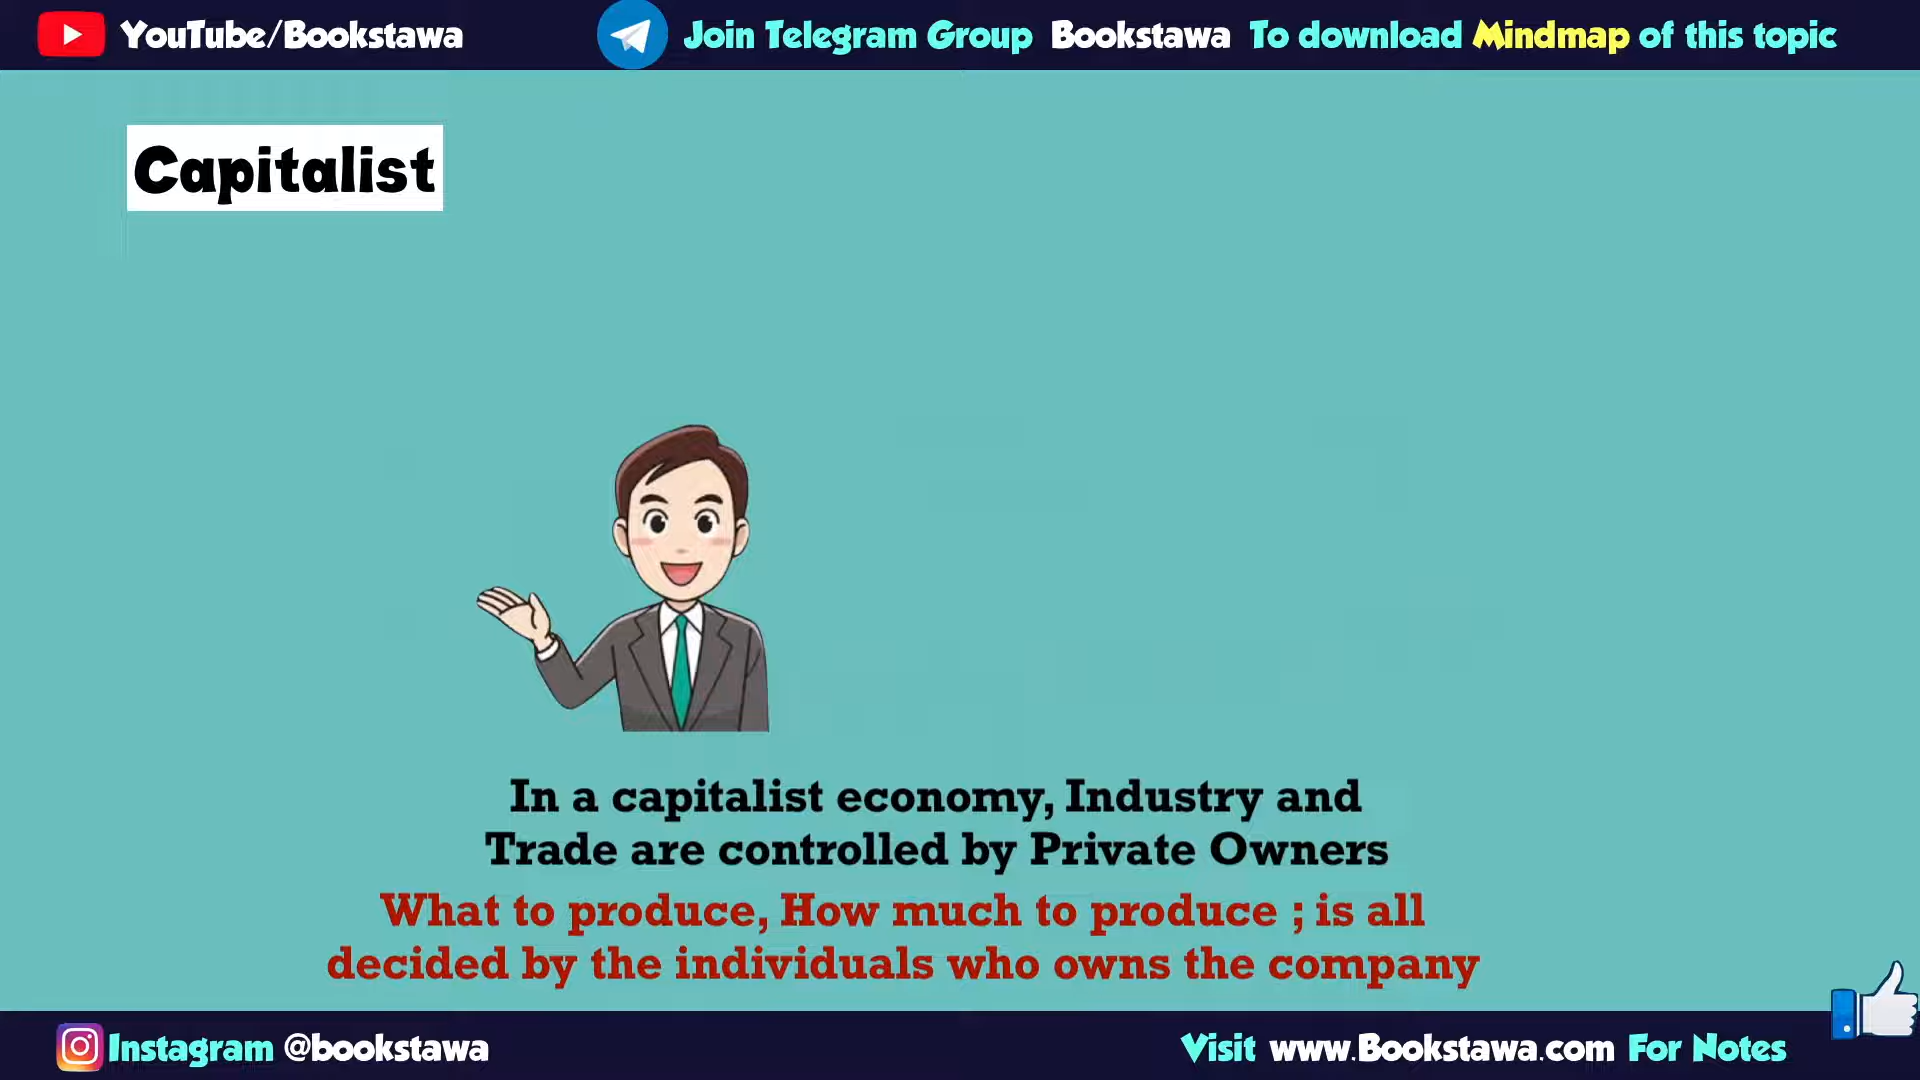 YouTube/Bookstawa
Join Telegram Group Bookstawa To download Mindmap of this topic
Capitalist
In a capitalist economy, Industry and
Trade are controlled by Private Owners
What to produce, How much to produce ; is all
decided by the individuals who owns the company
Instagram @bookstawa
Visit www.Bookstawa.com For Notes